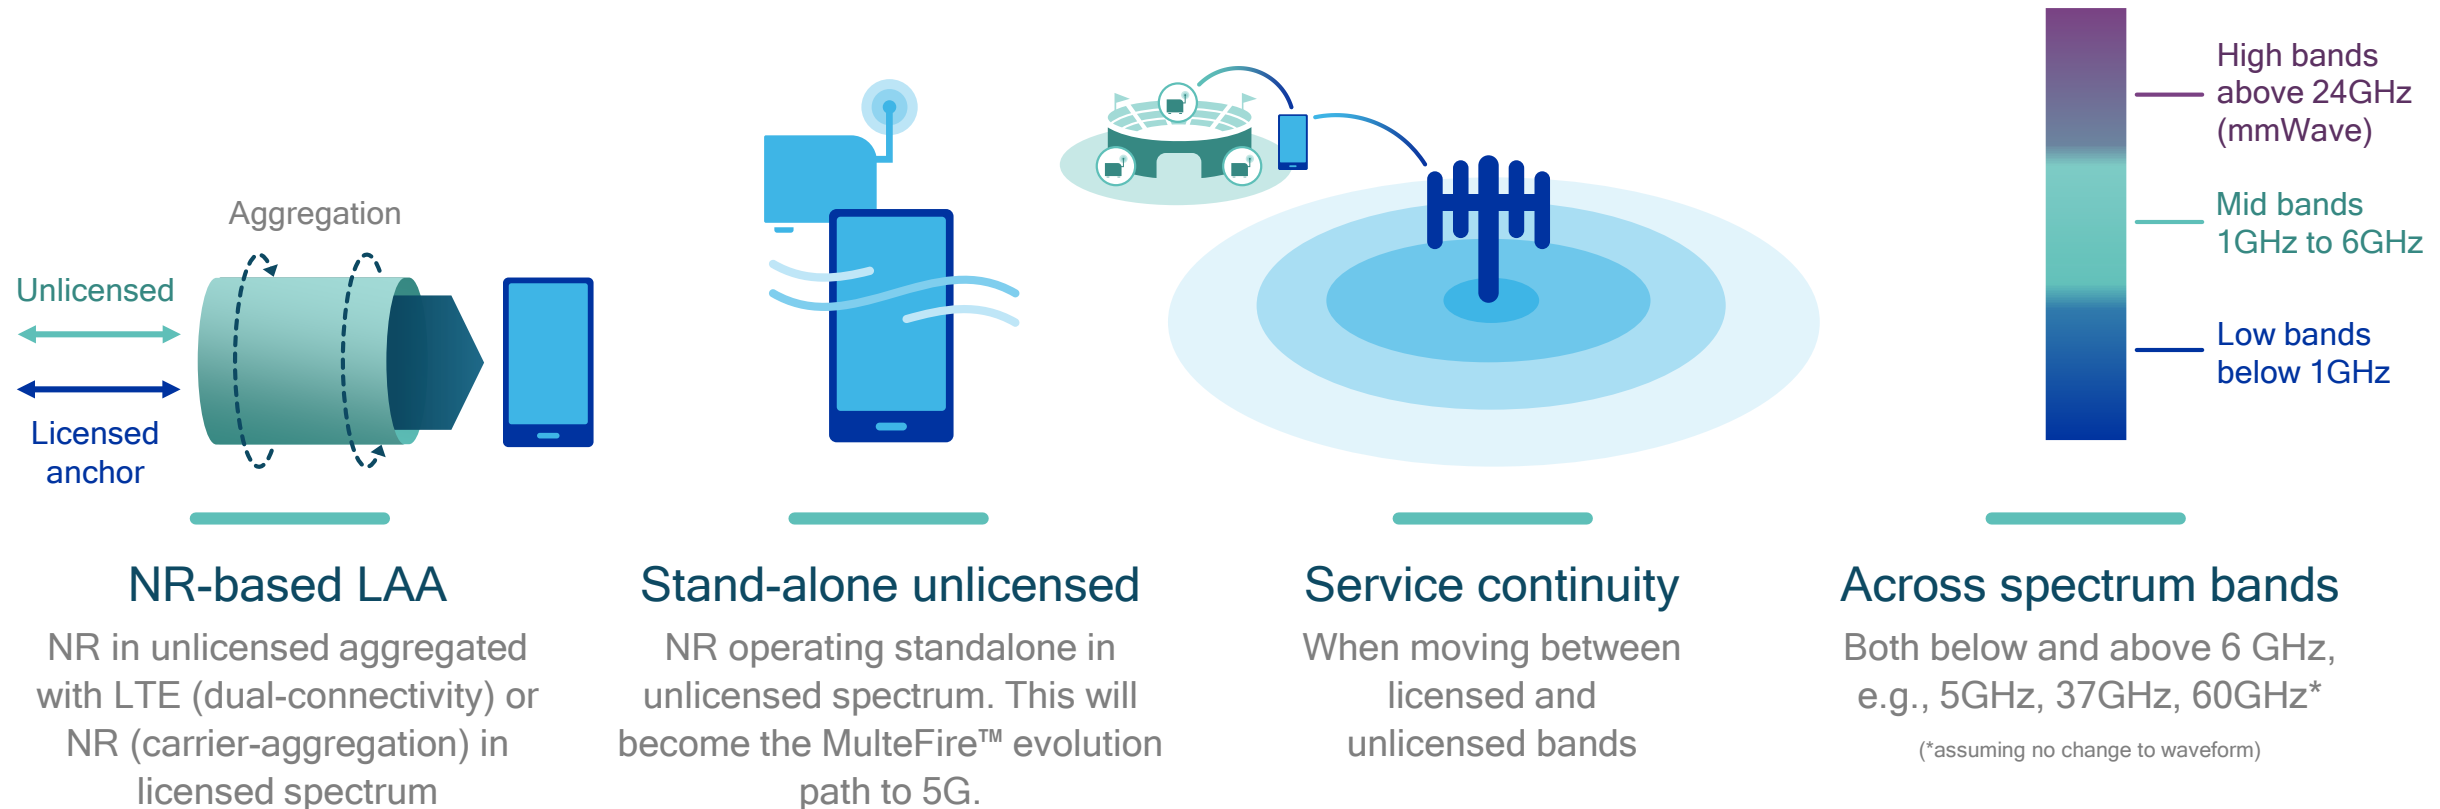 Aggregation
Unlicensed
Licensed
anchor
High bands
above 24GHz
(mmWave)
Mid bands
1GHz to 6GHz
Low bands
below 1GHz
NR-based LAA
NR in unlicensed aggregated
with LTE (dual-connectivity) or
NR (carrier-aggregation) in
licensed spectrum
Stand-alone unlicensed
NR operating standalone in
unlicensed spectrum. This will
become the MulteFire™ evolution
path to 5G.
Service continuity
When moving between
licensed and
unlicensed bands
Across spectrum bands
Both below and above 6 GHz,
e.g., 5GHz, 37GHz, 60GHz*
(*assuming no change to waveform)